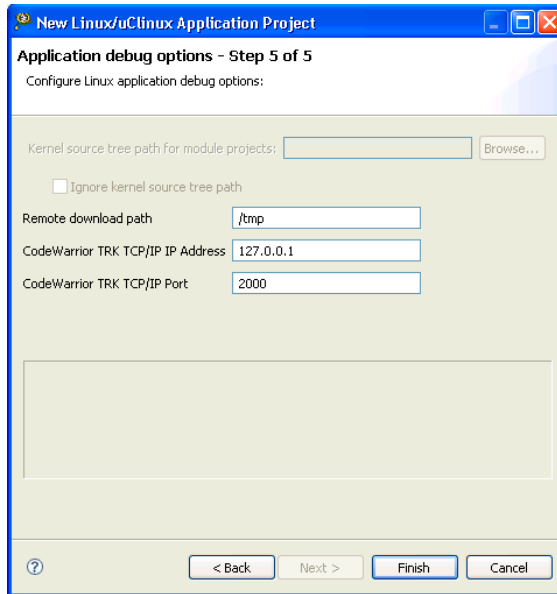 New Linux/uClinux Application Project
Application debug options - Step 5 of 5
Configure Linux application debug options:
Kernel source tree path for module projects:
Browse...
Ignore kernel source tree path
Remote download path
/tmp
CodeWarrior TRK TCP/IP IP Address
127.0.0.1
CodeWarrior TRK TCP/IP Port
2000
?
< Back
Next >
Finish
Cancel